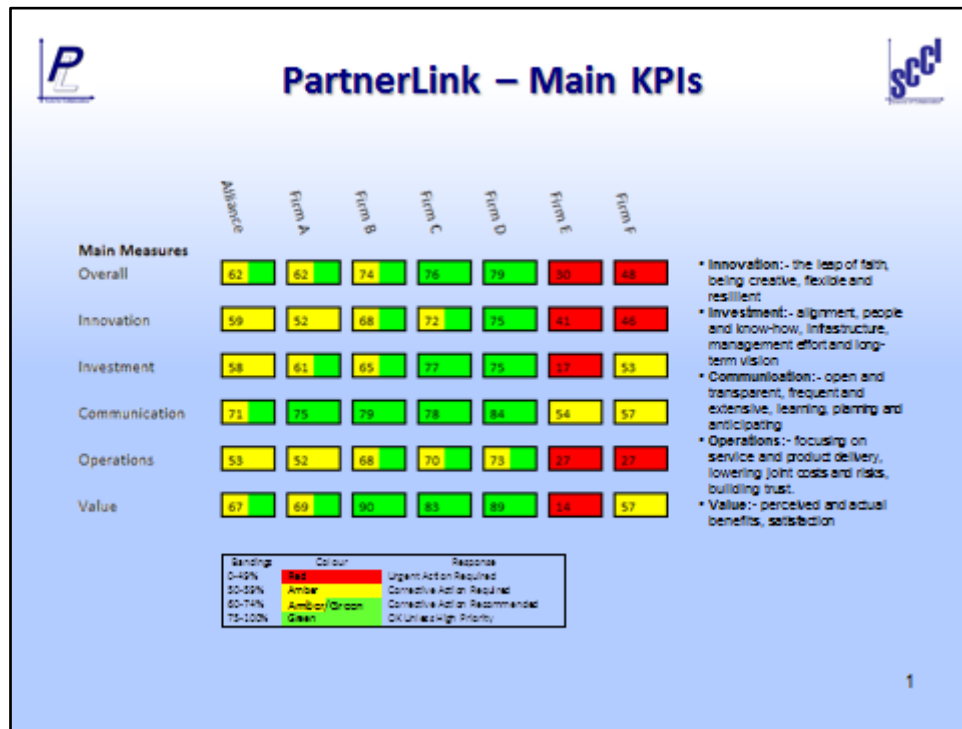 PL
SCCI
PartnerLink – Main KPIs
Alliance Firm A Firm B Firm C Firm D Firm E Firm F
Main Measures
Overall 62 62 74 76 79 30 48
Innovation 59 52 68 72 75 41 46
Investment 58 61 65 77 75 17 53
Communication 71 75 79 78 84 54 57
Operations 53 52 68 70 73 27 27
Value 67 69 90 83 89 14 57
• Innovation:- the leap of faith,
being creative, flexible and
resilient
• Investment:- alignment, people
and know-how, infrastructure,
management effort and long-
term vision
• Communication:- open and
transparent, frequent and
extensive, learning, planning and
anticipating
• Operations:- focusing on
service and product delivery,
lowering joint costs and risks,
building trust.
• Value:- perceived and actual
benefits, satisfaction
Bandings Colour Response
0-49% Red Urgent Action Required
50-59% Amber Corrective Action Required
60-74% Amber/Green Corrective Action Recommended
75-100% Green OK Unless High Priority
1